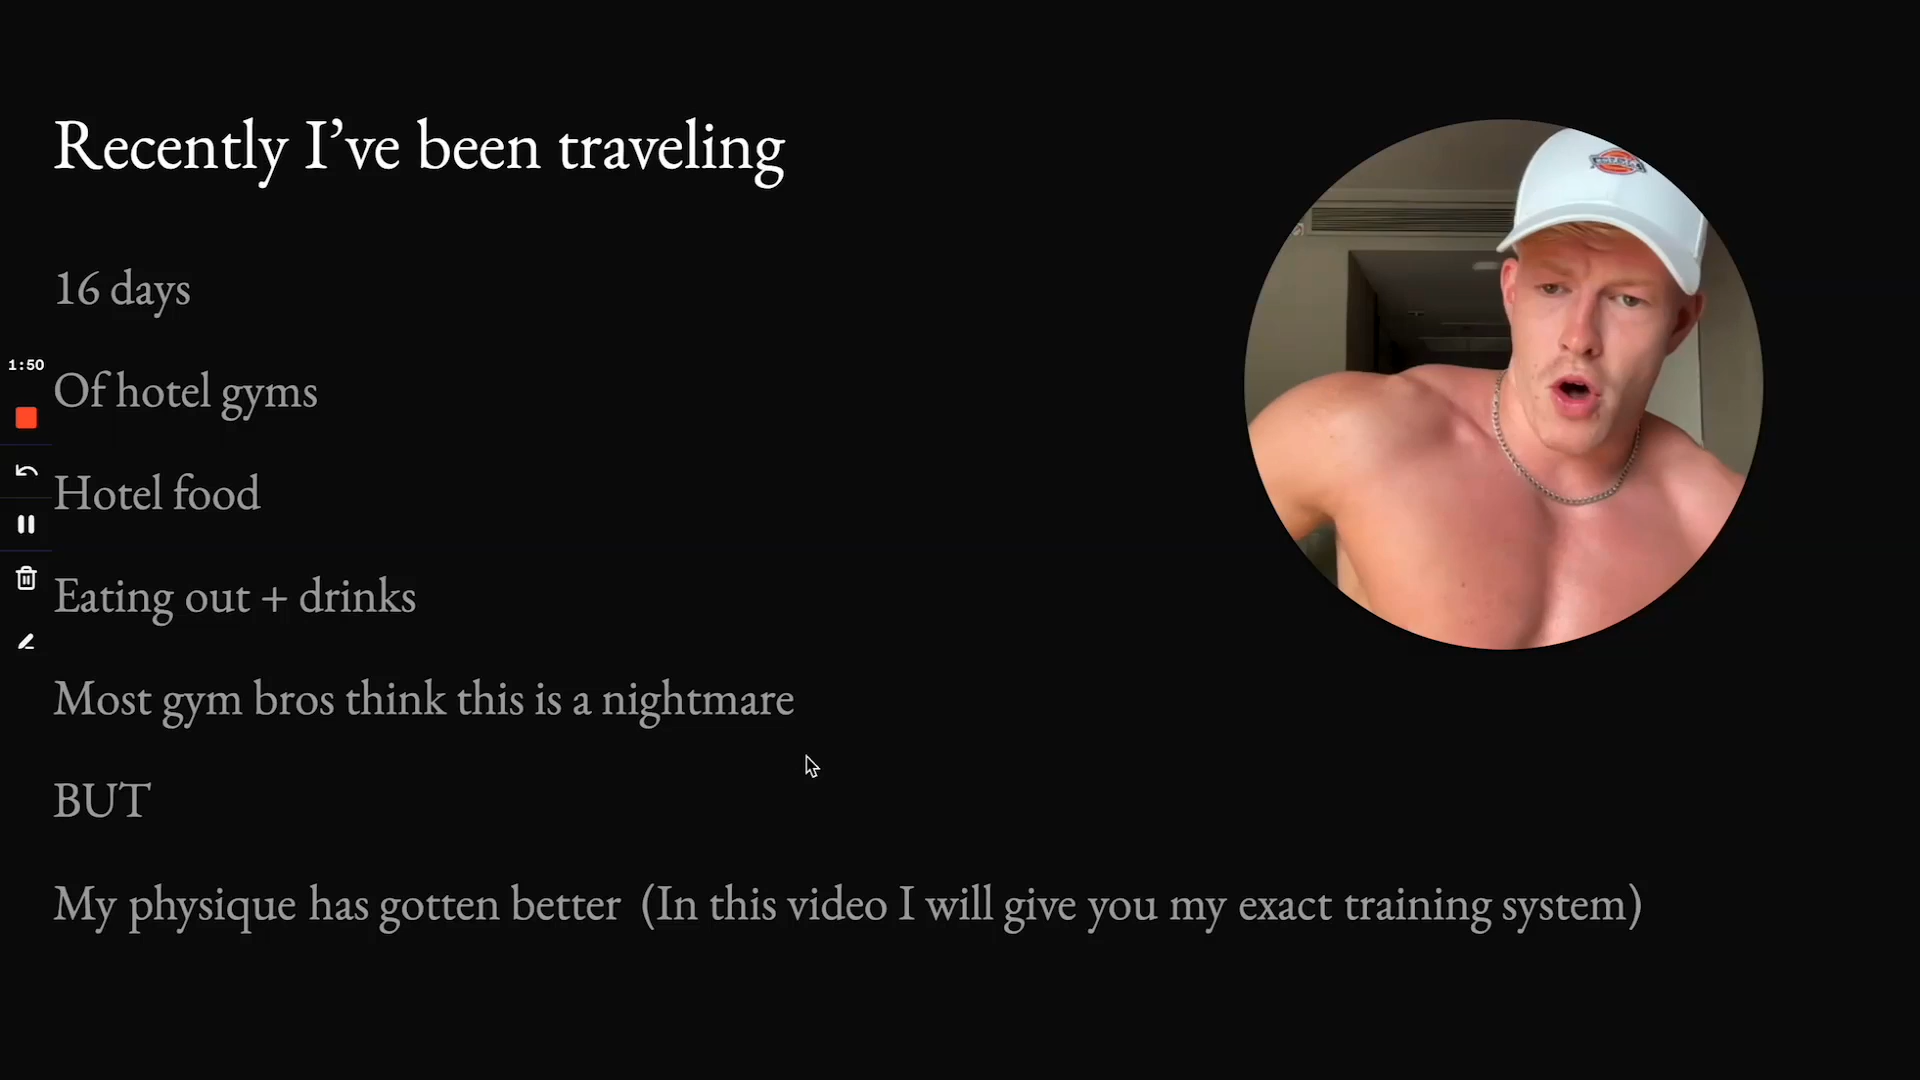 Recently I’ve been traveling
16 days
1:50
Of hotel gyms
Hotel food
Eating out + drinks
Most gym bros think this is a nightmare
BUT
My physique has gotten better (In this video I will give you my exact training system)